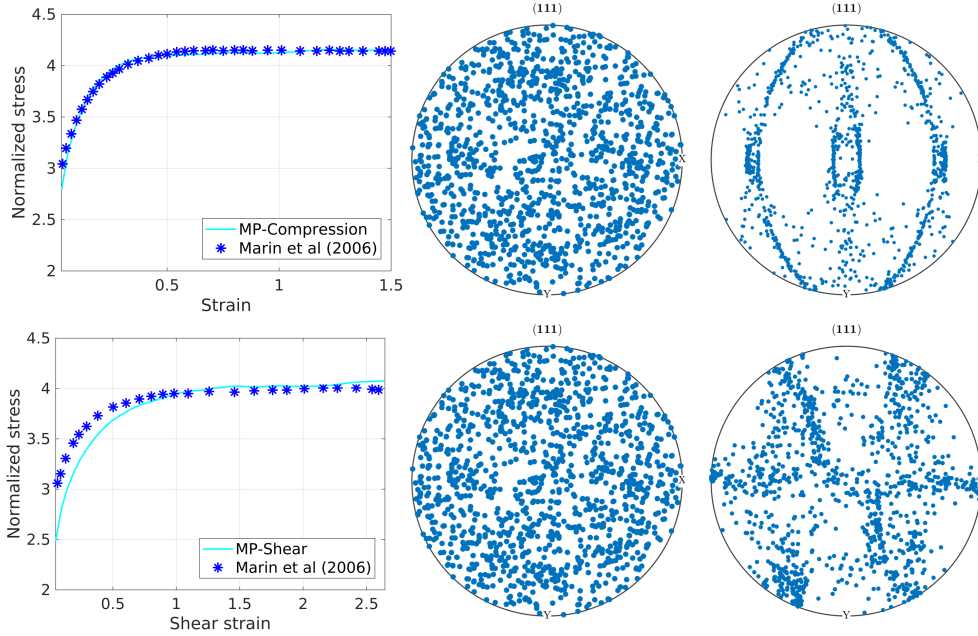 (111)
(111)
4.5
4
3.5
3
2.5
2
Normalized stress
MP-Compression
Marin et al (2006)
0.5
1
1.5
Strain
X
Y
Y
(111)
(111)
4.5
4
3.5
3
2.5
2
Normalized stress
MP-Shear
Marin et al (2006)
0.5
1
1.5
2
2.5
Shear strain
X
Y
Y